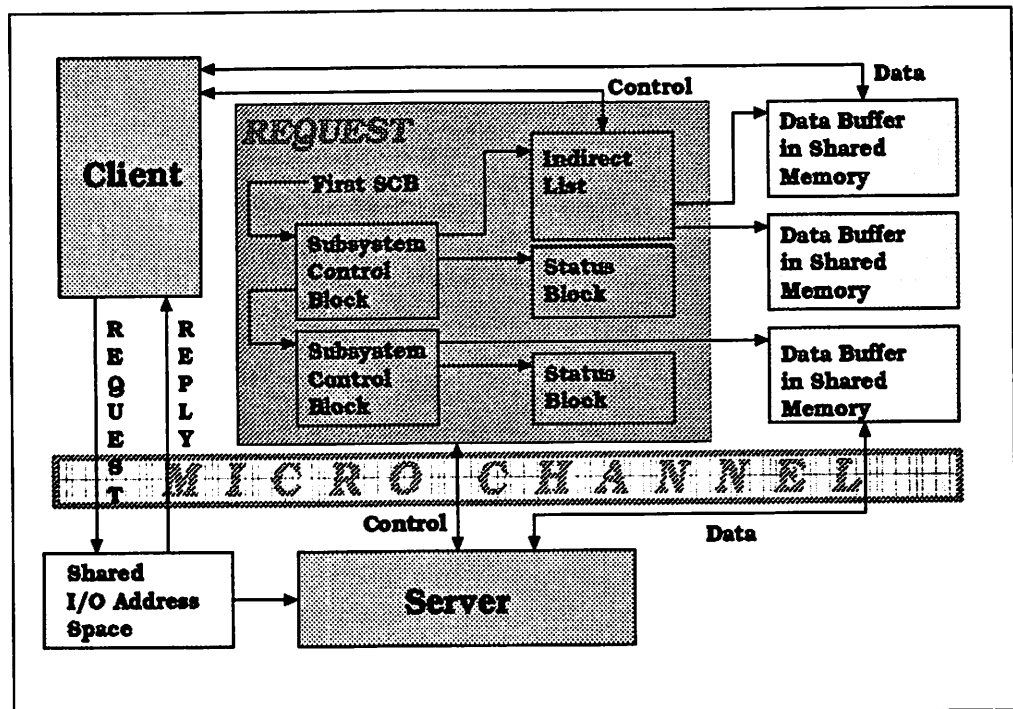 Data
Control
REQUEST
Client
First SCB
Indirect
List
Data Buffer
in Shared
Memory
Subsystem
Control
Block
Status
Block
Data Buffer
in Shared
Memory
REQUEST
REPLY
Subsystem
Control
Block
Status
Block
Data Buffer
in Shared
Memory
MICRO CHANNEL
Control
Data
Shared
I/O Address
Space
Server